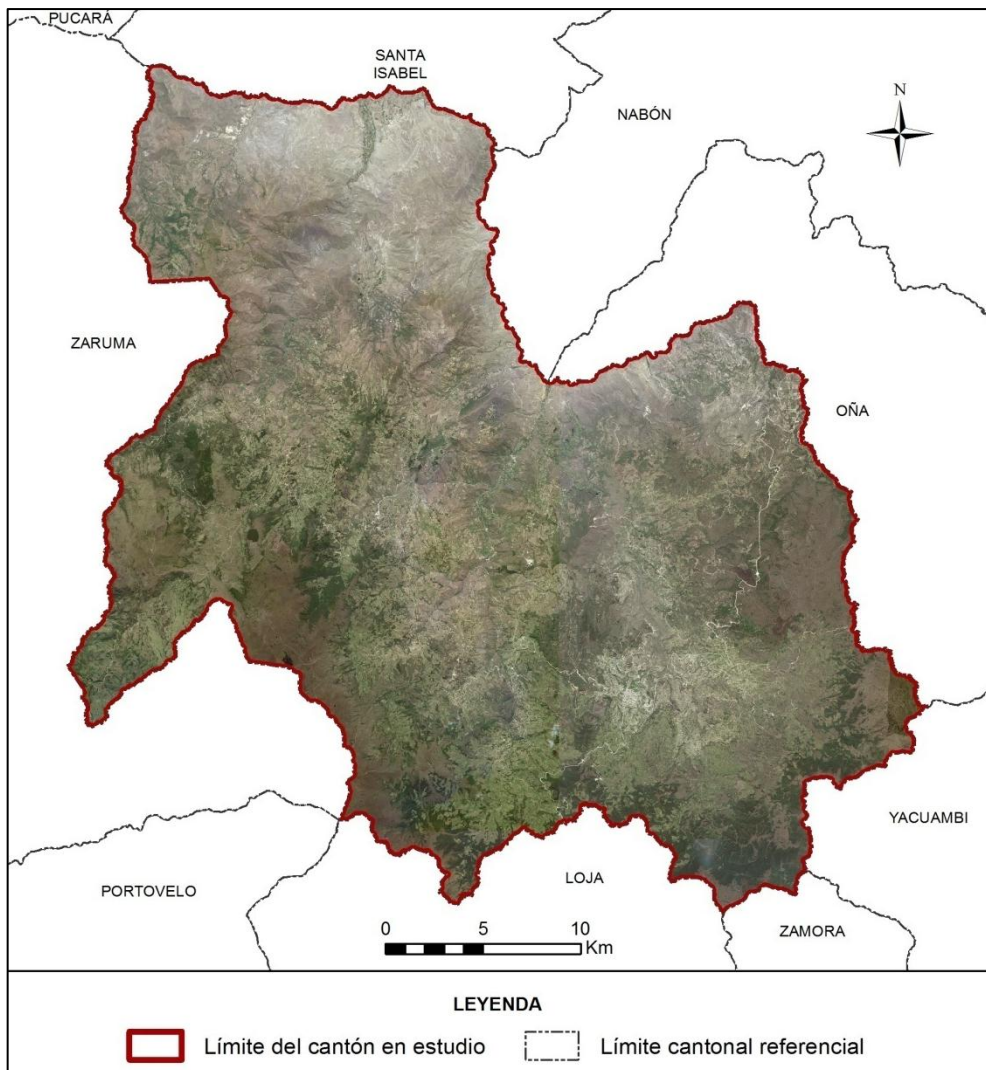 PUCARÁ
SANTA
ISABEL
N
NABÓN
ZARUMA
OÑA
YACUAMBI
PORTOVELO
LOJA
ZAMORA
0 5 10
Km
LEYENDA
Límite del cantón en estudio
Límite cantonal referencial